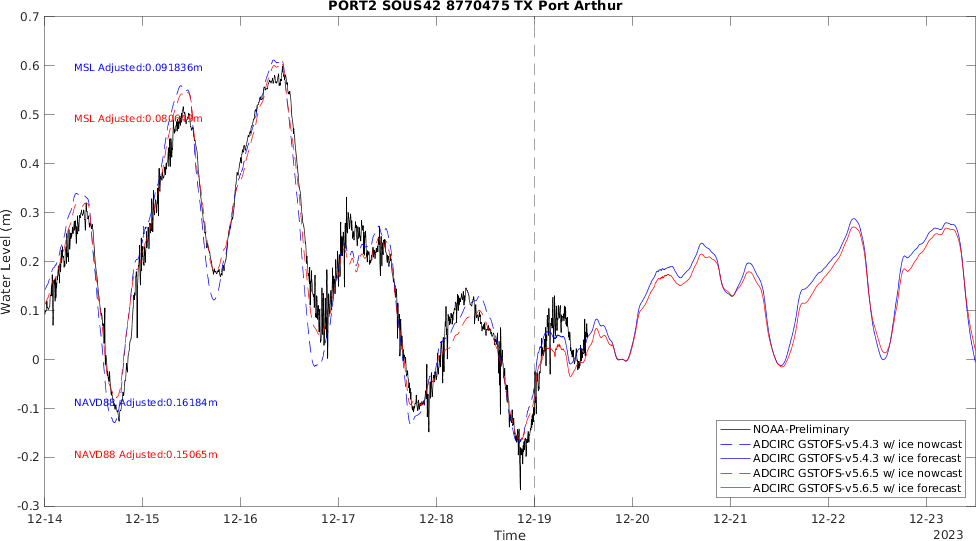 PORT2 SOUS42 8770475 TX Port Arthur
0.7
0.6
0.5
0.4
0.3
0.2
0.1
0
-0.1
-0.2
-0.3
Water Level (m)
MSL Adjusted:0.091836m
MSL Adjusted:
NAVD88 Adjusted:0.16184m
NAVD88 Adjusted:0.15065m
NOAA-Preliminary
ADCIRC GSTOFS-v5.4.3 w/ ice nowcast
ADCIRC GSTOFS-v5.4.3 w/ ice forecast
ADCIRC GSTOFS-v5.6.5 w/ ice nowcast
ADCIRC GSTOFS-v5.6.5 w/ ice forecast
12-14 12-15 12-16 12-17 12-18 12-19 12-20 12-21 12-22 12-23
Time
2023